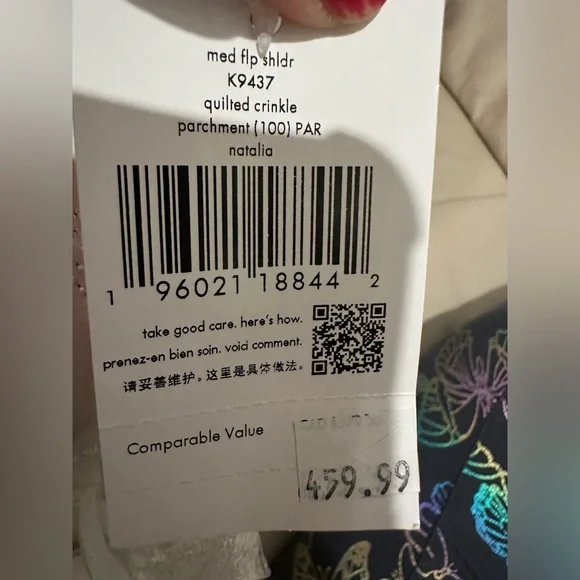 med flp shldr
K9437
quilted crinkle
parchment (100) PAR
natalia
1 96021 18844 2
take good care. here's how.
prenez-en bien soin. voici comment.
请妥善维护。这里是具体做法。
Comparable Value
459.99